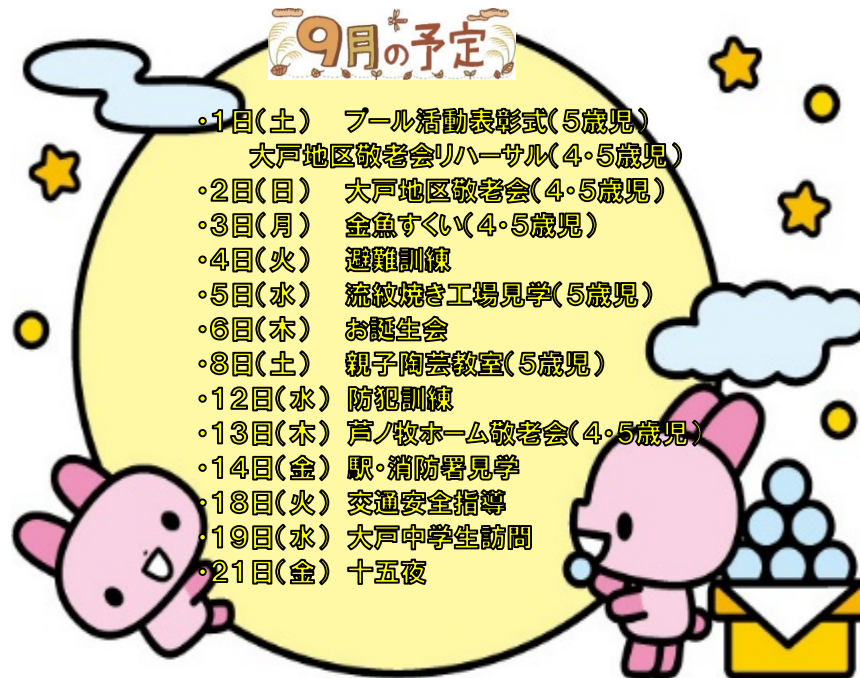 9月の予定
・1日(土)　プール活動表彰式(5歳児)
大戸地区敬老会リハーサル(4・5歳児)
・2日(日)　大戸地区敬老会(4・5歳児)
・3日(月)　金魚すくい(4・5歳児)
・4日(火)　避難訓練
・5日(水)　流紋焼き工場見学(5歳児)
・6日(木)　お誕生会
・8日(土)　親子陶芸教室(5歳児)
・12日(水)　防犯訓練
・13日(木)　芦ノ牧ホーム敬老会(4・5歳児)
・14日(金)　駅・消防署見学
・18日(火)　交通安全指導
・19日(水)　大戸中学生訪問
・21日(金)　十五夜